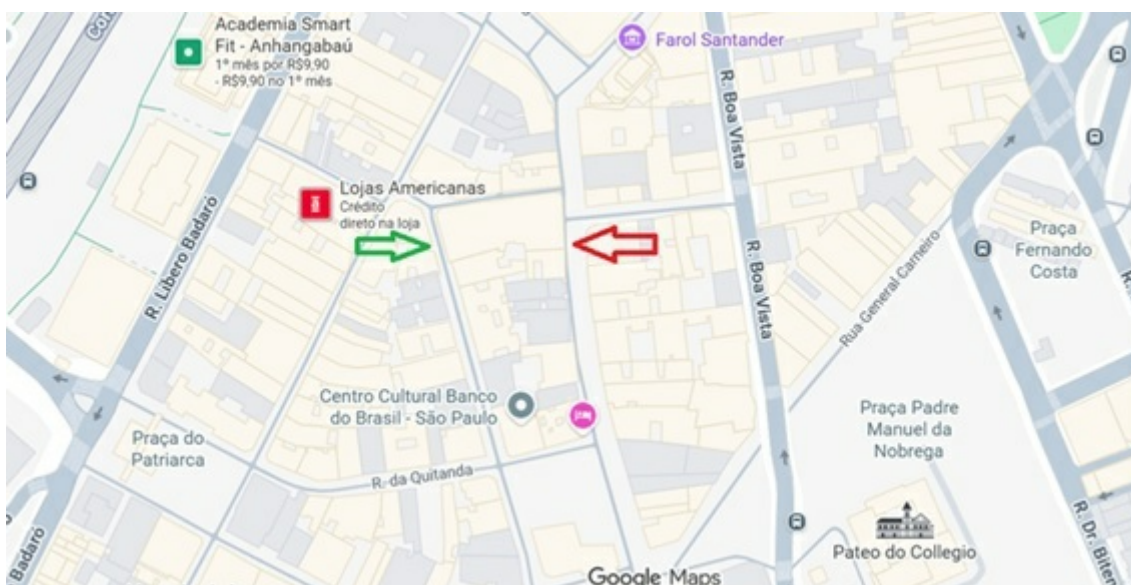 Academia Smart
Fit - Anhangabaú
1º mês por R$9,90
- R$9,90 no 1º mês
Farol Santander
R. Boa Vista
Lojas Americanas
Crédito
direto na loja
R. Libero Badaró
R. Boa Vista
Rua General Carneiro
Praça
Fernando
Costa
Centro Cultural Banco
do Brasil - São Paulo
Praça do
Patriarca
R. da Quitanda
Praça Padre
Manuel da
Nobrega
Pateo do Collegio
Badaró
Google Maps